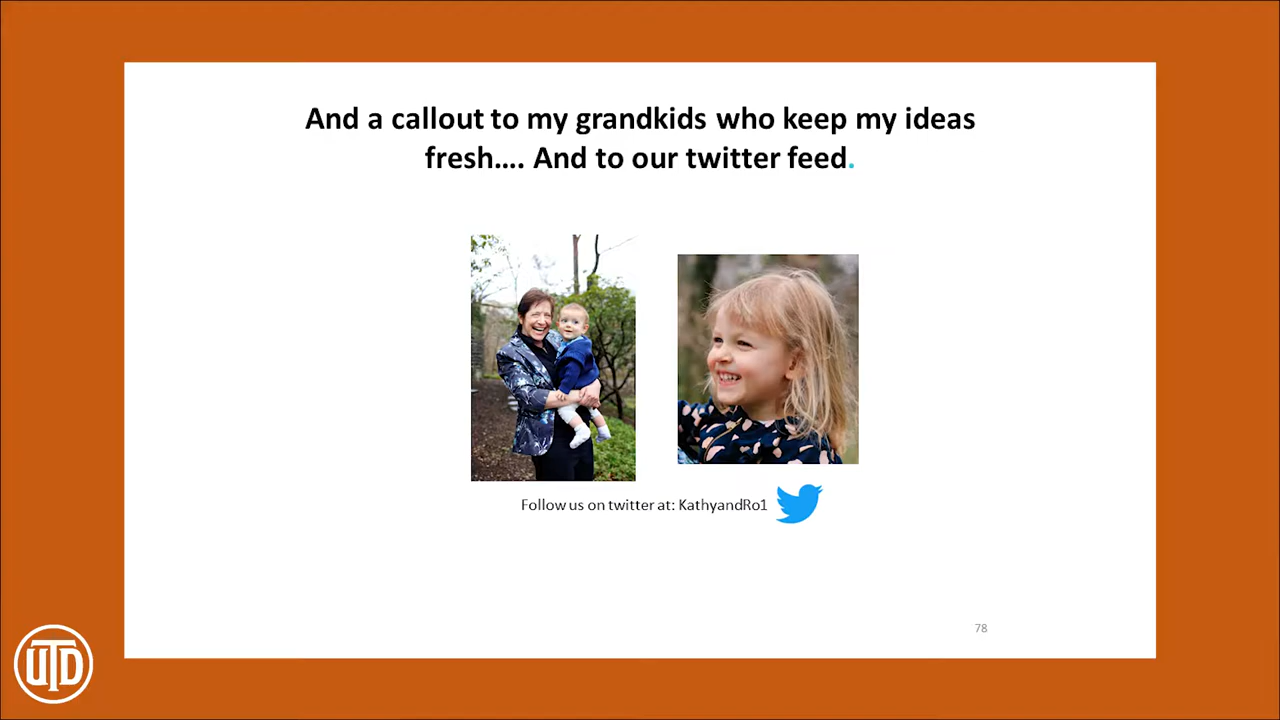 And a callout to my grandkids who keep my ideas
fresh…. And to our twitter feed.
Follow us on twitter at: KathyandRo1
78
UTD